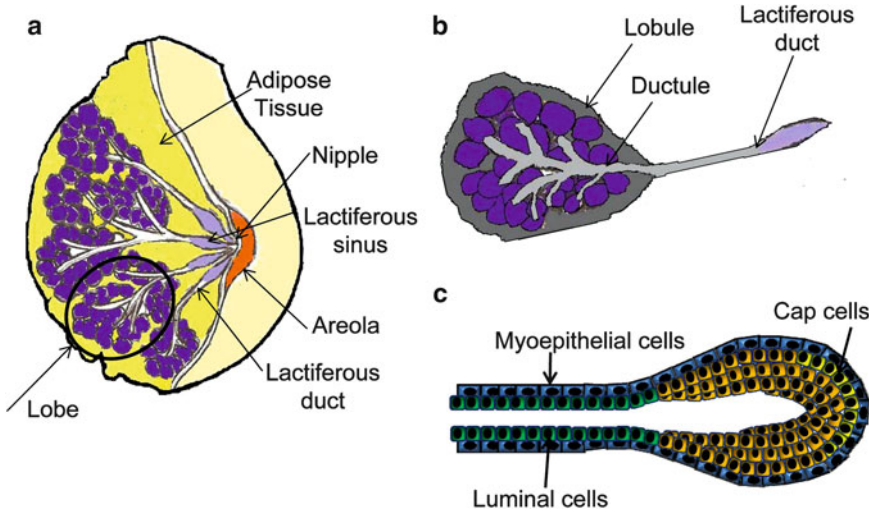 a
Adipose
Tissue
Nipple
Lactiferous
sinus
Areola
Lactiferous
duct
Lobe
b
Lobule
Lactiferous
duct
Ductule
c
Cap cells
Myoepithelial cells
Luminal cells